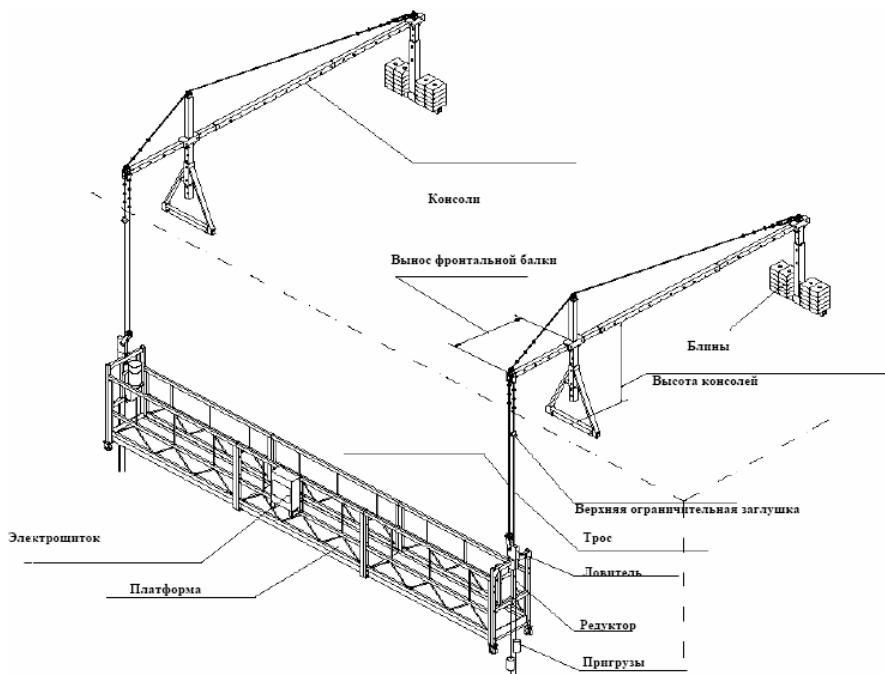 Консоли
Вынос фронтальной балки
Блины
Высота консолей
Верхняя ограничительная заглушка
Электрощиток
Трос
Ловитель
Платформа
Редуктор
Пригрузы